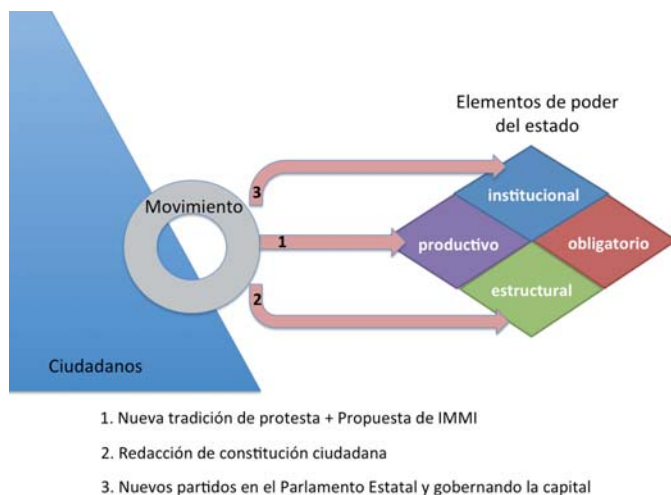 Elementos de poder
del estado
3
institucional
Movimiento
1
productivo
obligatorio
2
estructural
Ciudadanos
1. Nueva tradición de protesta + Propuesta de IMMI
2. Redacción de constitución ciudadana
3. Nuevos partidos en el Parlamento Estatal y gobernando la capital